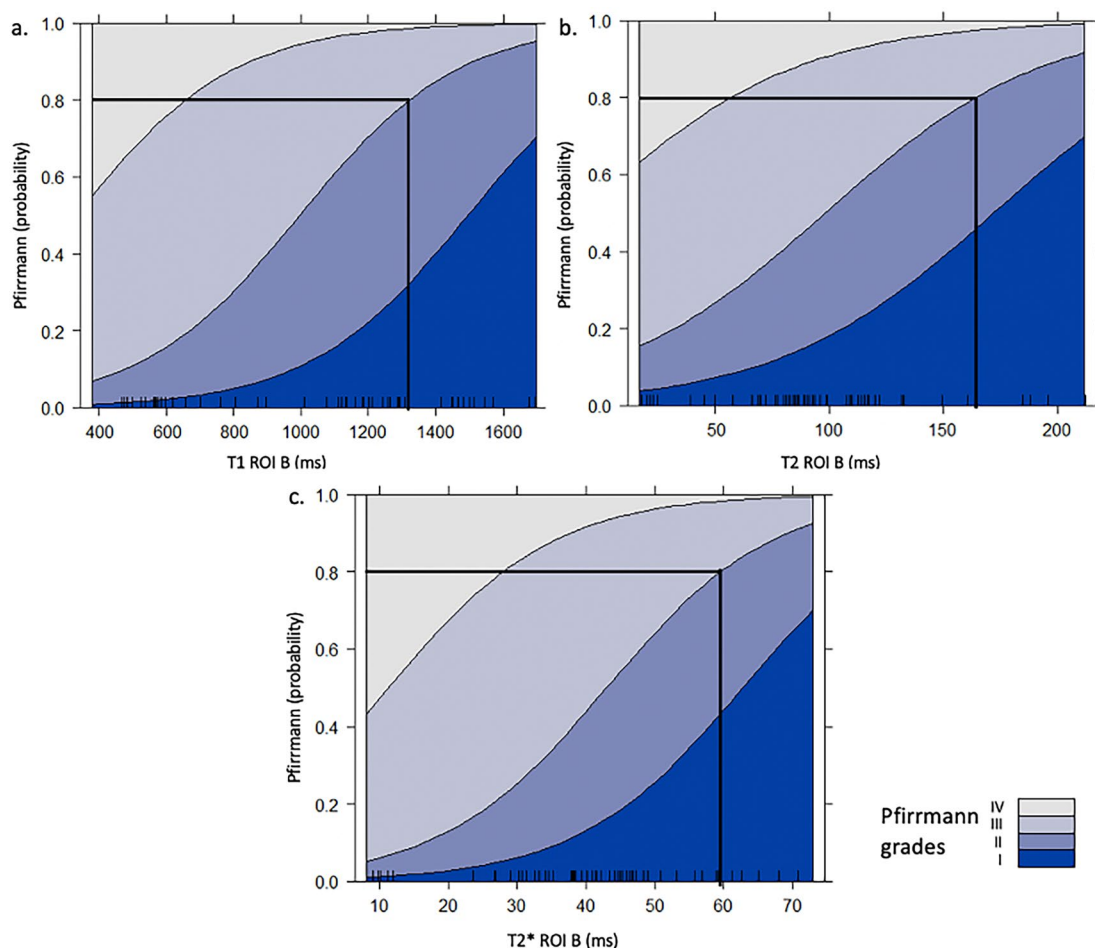 a.
1.0
0.8
0.6
0.4
0.2
0.0
Pfirrmann (probability)
400 600 800 1000 1200 1400 1600
T1 ROI B (ms)
b.
1.0
0.8
0.6
0.4
0.2
0.0
Pfirrmann (probability)
50 100 150 200
T2 ROI B (ms)
c.
1.0
0.8
0.6
0.4
0.2
0.0
Pfirrmann (probability)
10 20 30 40 50 60 70
T2* ROI B (ms)
Pfirrmann
grades
IV
III
II
I